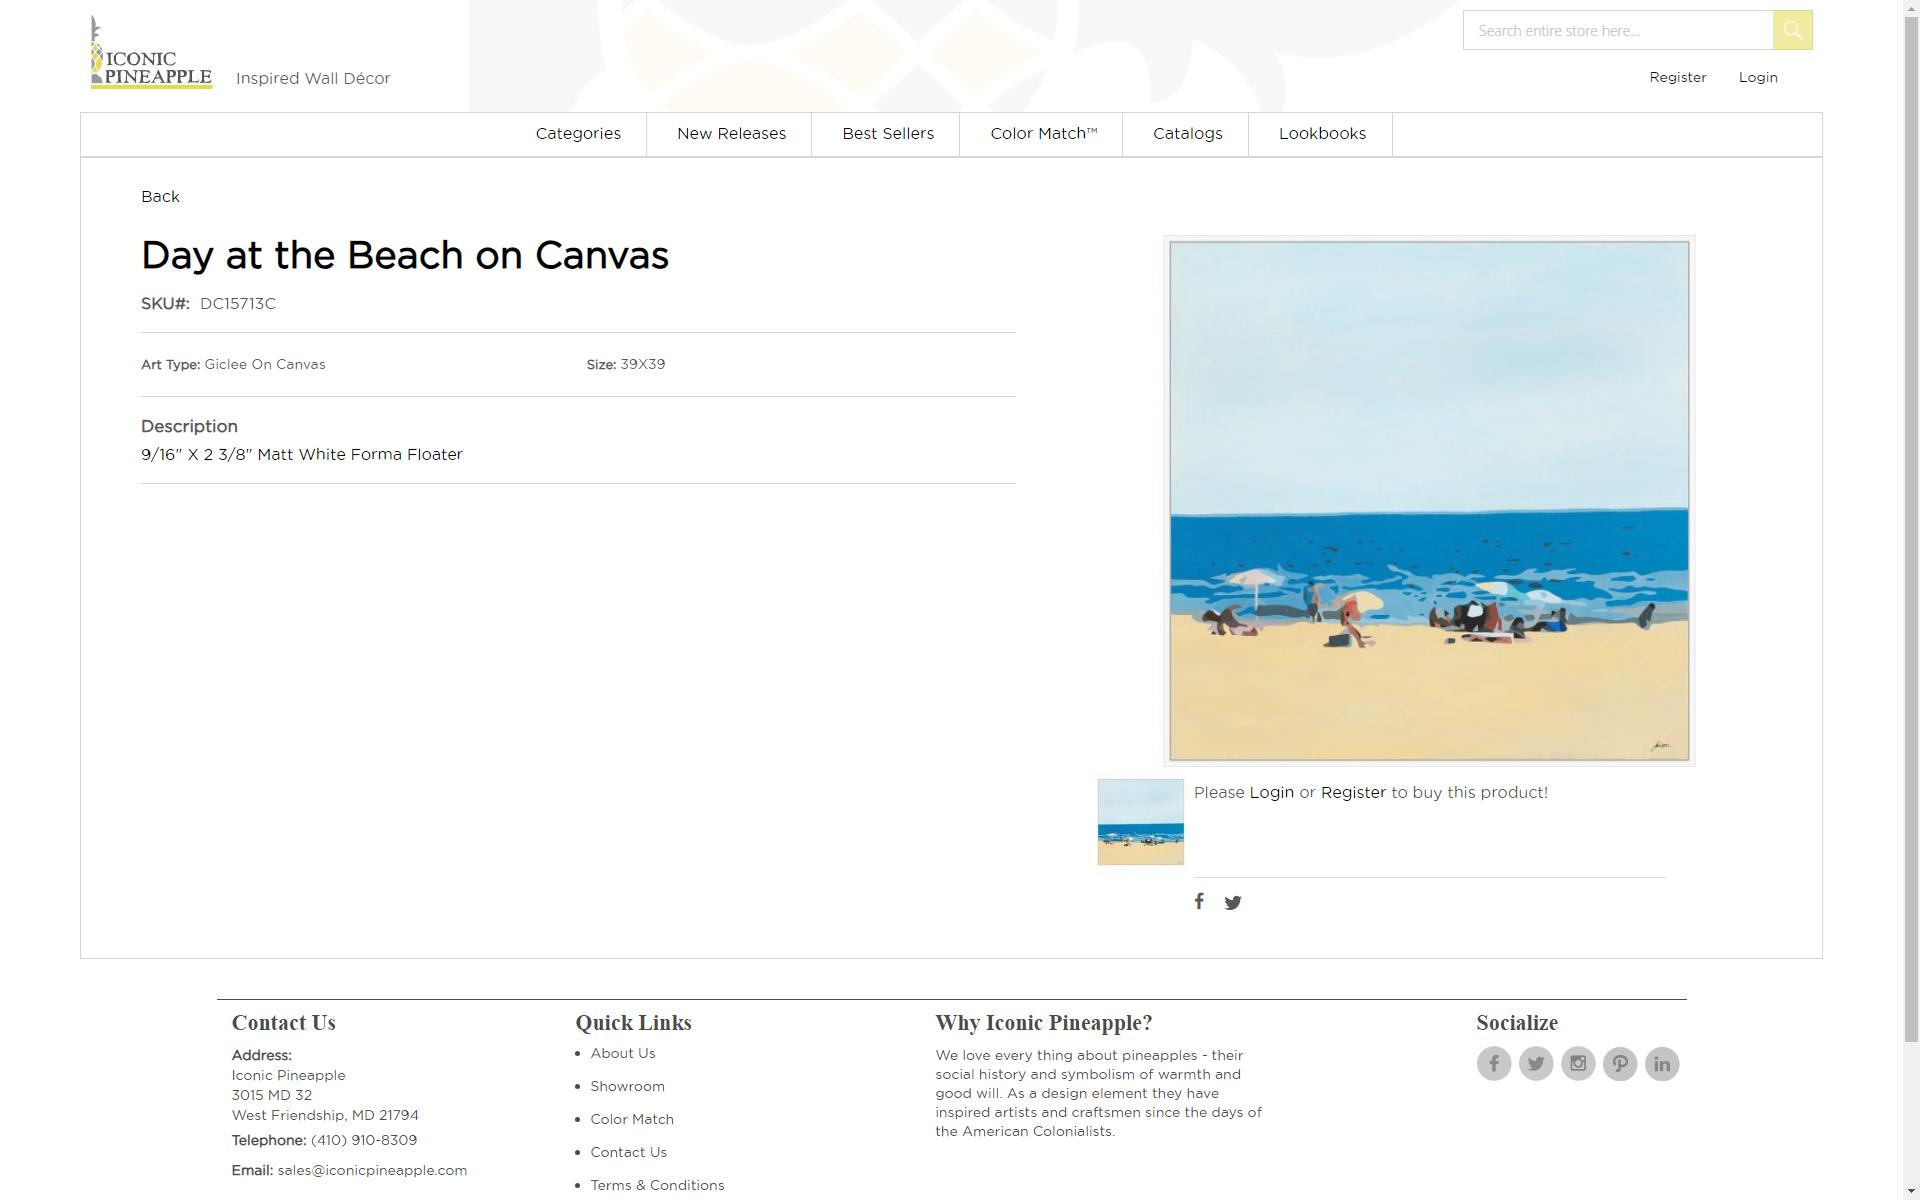 ICONIC
PINEAPPLE
Inspired Wall Décor
Search entire store here...
Register
Login
Categories
New Releases
Best Sellers
Color Match™
Catalogs
Lookbooks
Back
Day at the Beach on Canvas
SKU#: DC15713C
Art Type: Giclee On Canvas
Size: 39X39
Description
9/16" X 2 3/8" Matt White Forma Floater
Please Login or Register to buy this product!
Contact Us
Address:
Iconic Pineapple
3015 MD 32
West Friendship, MD 21794
Telephone: (410) 910-8309
Email: sales@iconicpineapple.com
Quick Links
About Us
Showroom
Color Match
Contact Us
Terms & Conditions
Why Iconic Pineapple?
We love every thing about pineapples - their
social history and symbolism of warmth and
good will. As a design element they have
inspired artists and craftsmen since the days of
the American Colonialists.
Socialize